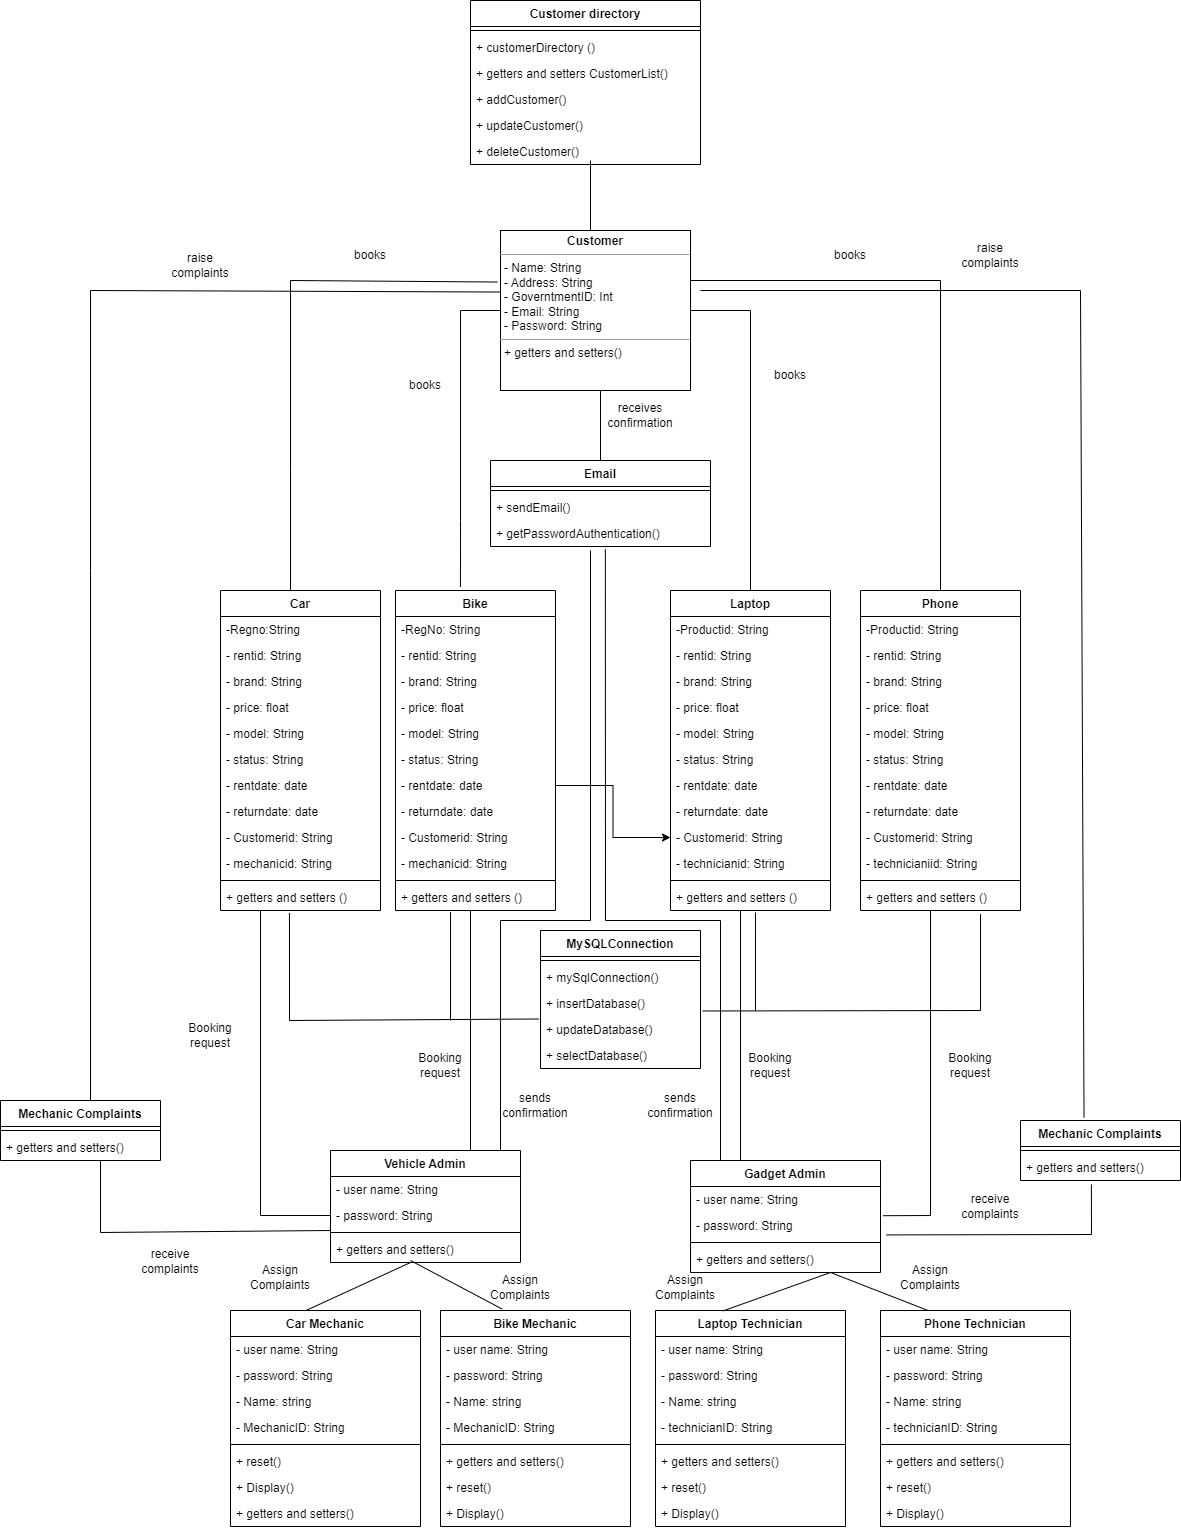 Customer directory
+ customerDirectory ()
+ getters and setters CustomerList()
+ addCustomer()
+ updateCustomer()
+ deleteCustomer()
raise
complaints
books
Customer
- Name: String
- Address: String
- GoverntmentID: Int
- Email: String
- Password: String
+ getters and setters()
books
raise
complaints
books
receives
confirmation
books
Email
+ sendEmail()
+ getPasswordAuthentication()
Car
-Regno:String
- rentid: String
- brand: String
- price: float
- model: String
- status: String
- rentdate: date
- returndate: date
- Customerid: String
- mechanicid: String
+ getters and setters ()
Bike
-RegNo: String
- rentid: String
- brand: String
- price: float
- model: String
- status: String
- rentdate: date
- returndate: date
- Customerid: String
- mechanicid: String
+ getters and setters ()
Laptop
-Productid: String
- rentid: String
- brand: String
- price: float
- model: String
- status: String
- rentdate: date
- returndate: date
- Customerid: String
- technicianid: String
+ getters and setters ()
Phone
-Productid: String
- rentid: String
- brand: String
- price: float
- model: String
- status: String
- rentdate: date
- returndate: date
- Customerid: String
- technicianiid: String
+ getters and setters ()
MySQLConnection
+ mySqlConnection()
+ insertDatabase()
+ updateDatabase()
+ selectDatabase()
Booking
request
Booking
request
Booking
request
Booking
request
sends
confirmation
sends
confirmation
Mechanic Complaints
+ getters and setters()
Mechanic Complaints
+ getters and setters()
Vehicle Admin
- user name: String
- password: String
+ getters and setters()
Gadget Admin
- user name: String
- password: String
+ getters and setters()
receive
complaints
receive
complaints
Assign
Complaints
Assign
Complaints
Assign
Complaints
Assign
Complaints
Car Mechanic
- user name: String
- password: String
- Name: string
- MechanicID: String
+ reset()
+ Display()
+ getters and setters()
Bike Mechanic
- user name: String
- password: String
- Name: string
- MechanicID: String
+ getters and setters()
+ reset()
+ Display()
Laptop Technician
- user name: String
- password: String
- Name: string
- technicianID: String
+ getters and setters()
+ reset()
+ Display()
Phone Technician
- user name: String
- password: String
- Name: string
- technicianID: String
+ getters and setters()
+ reset()
+ Display()